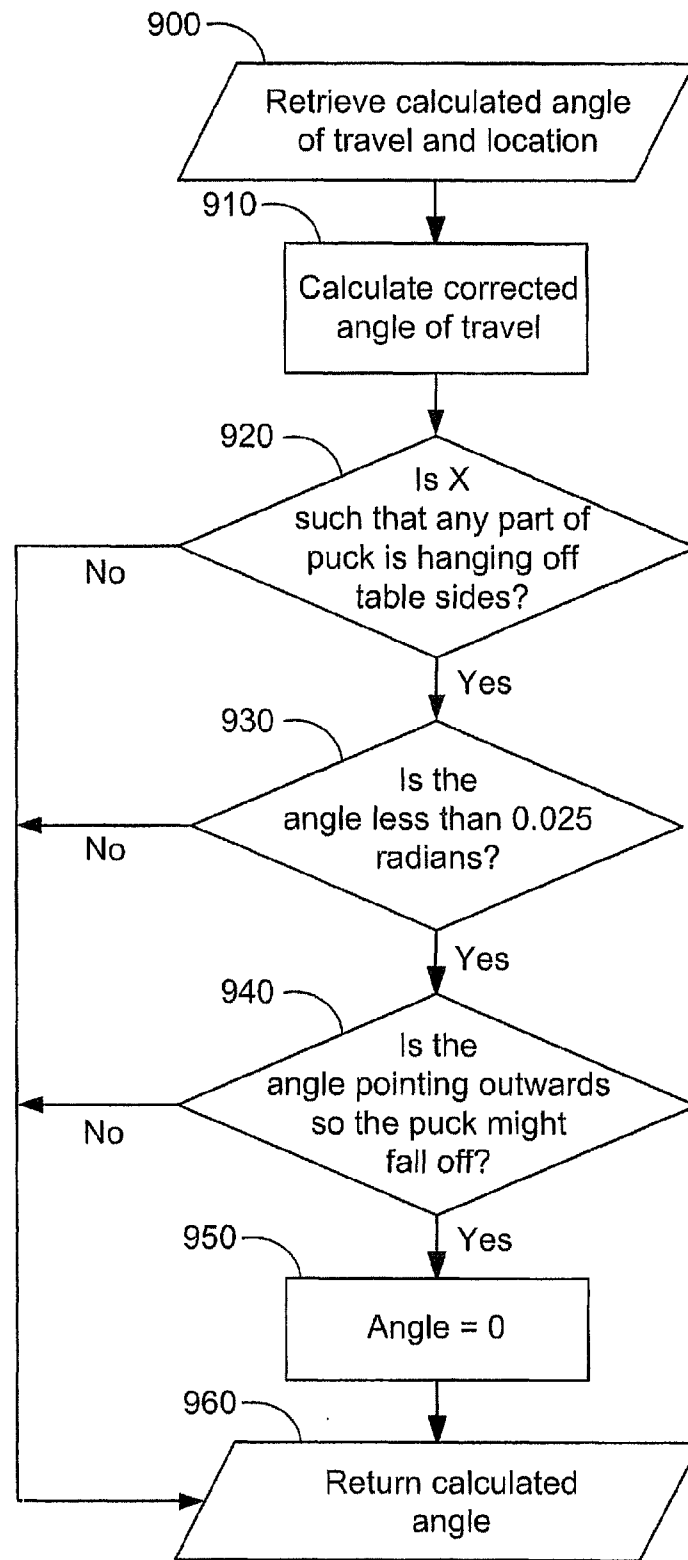 900
Retrieve calculated angle
of travel and location
910
Calculate corrected
angle of travel
920
Is X
such that any part of
puck is hanging off
table sides?
No
Yes
930
Is the
angle less than 0.025
radians?
No
Yes
940
Is the
angle pointing outwards
so the puck might
fall off?
No
Yes
950
Angle = 0
960
Return calculated
angle